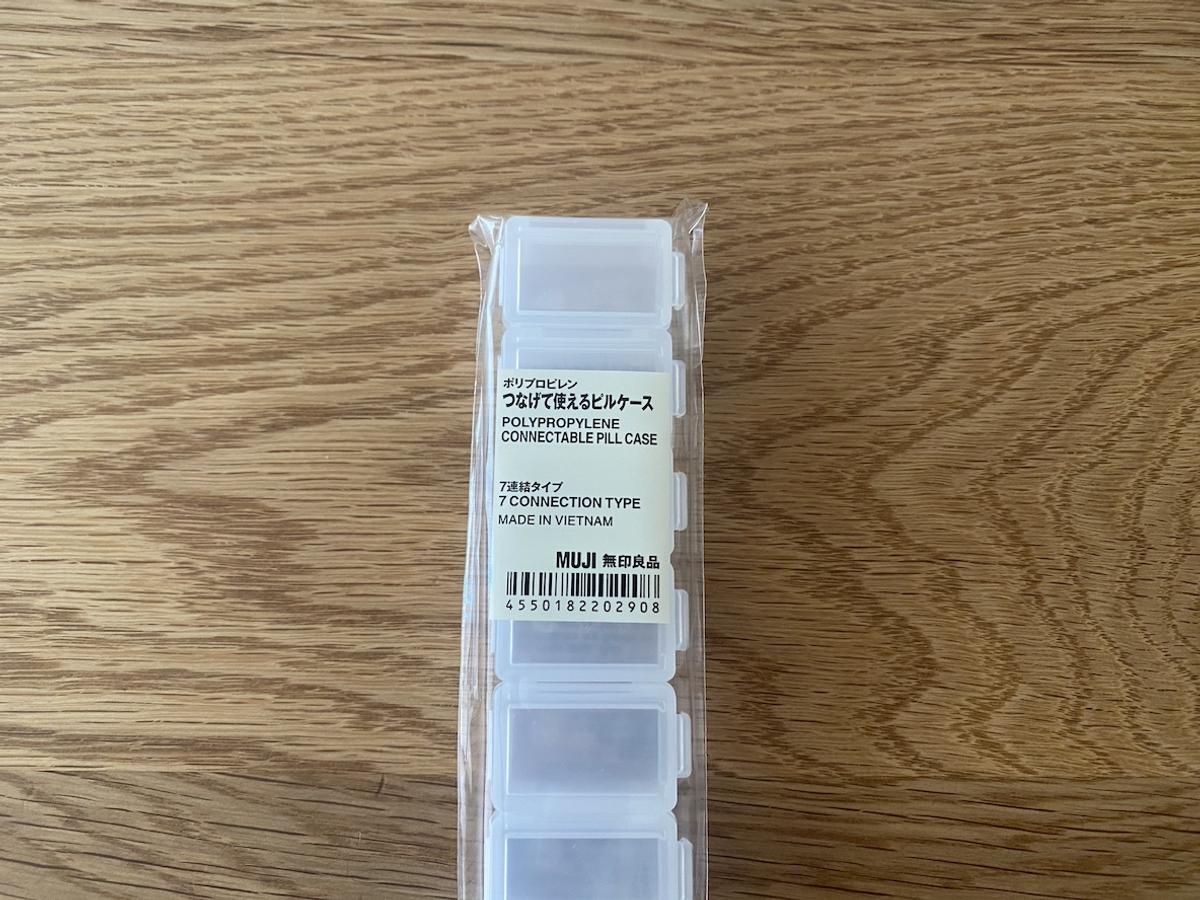 ポリプロピレン
つなげて使えるピルケース
POLYPROPYLENE
CONNECTABLE PILL CASE
7連結タイプ
7 CONNECTION TYPE
MADE IN VIETNAM
MUJI 無印良品
4550182202908